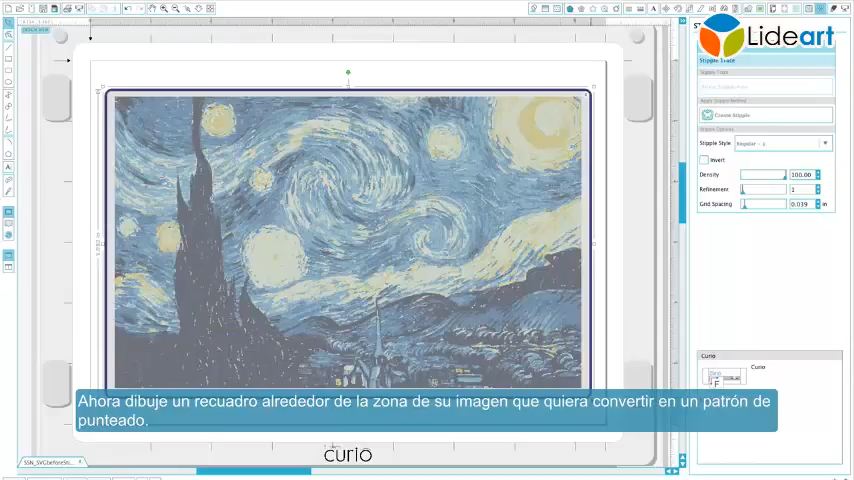 Lideart
Stipple Trace
Stipple Options
Stipple Style
Regular - 1
Invert
Density
100.00
Refinement
1
Grid Spacing
0.039
in
Curio
Curio
Ahora dibuje un recuadro alrededor de la zona de su imagen que quiera convertir en un patrón de
punteado.
curio